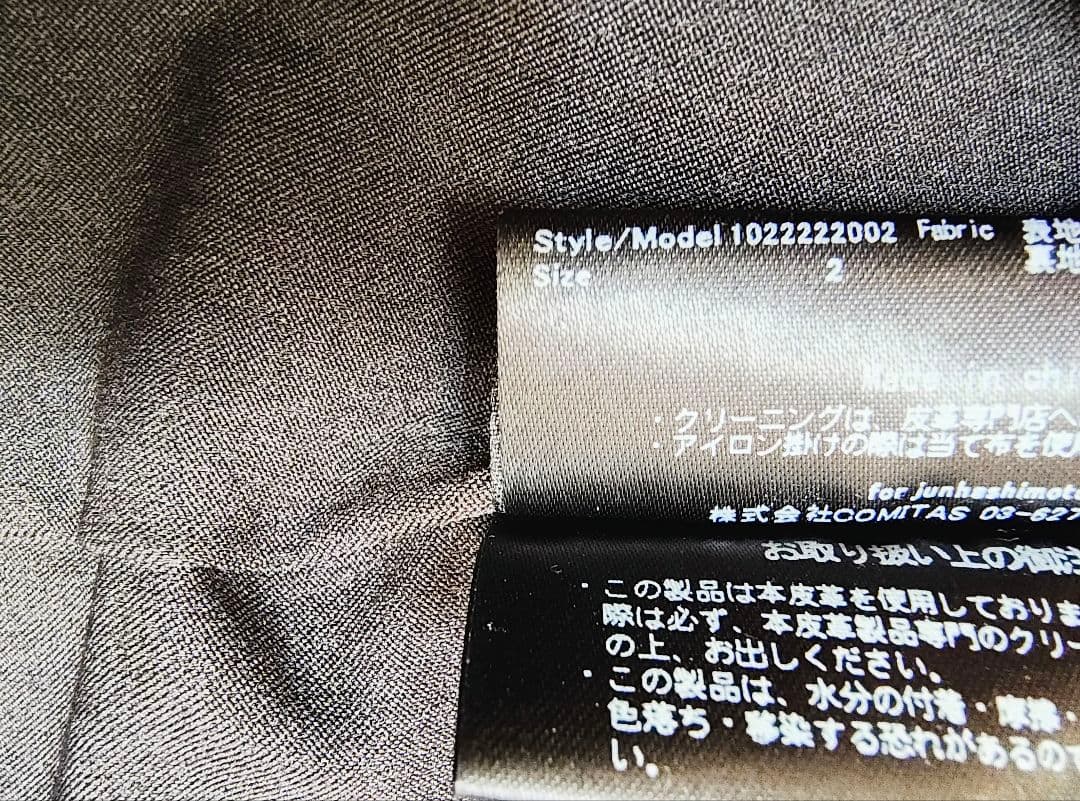 Style/Model 1022222002 Fabric 表地
Size 2 裏地
Made in ch
・クリーニングは、皮革専門店へ
・アイロン掛けの際は当て布を使用
for junhashimoto
株式会社COMITAS 03-627
お取り扱い上の御注
・この製品は本皮革を使用しております
際は必ず、本皮革製品専門のクリー
の上、お出しください。
・この製品は、水分の付着・摩擦・
色落ち・移染する恐れがあるので
い。